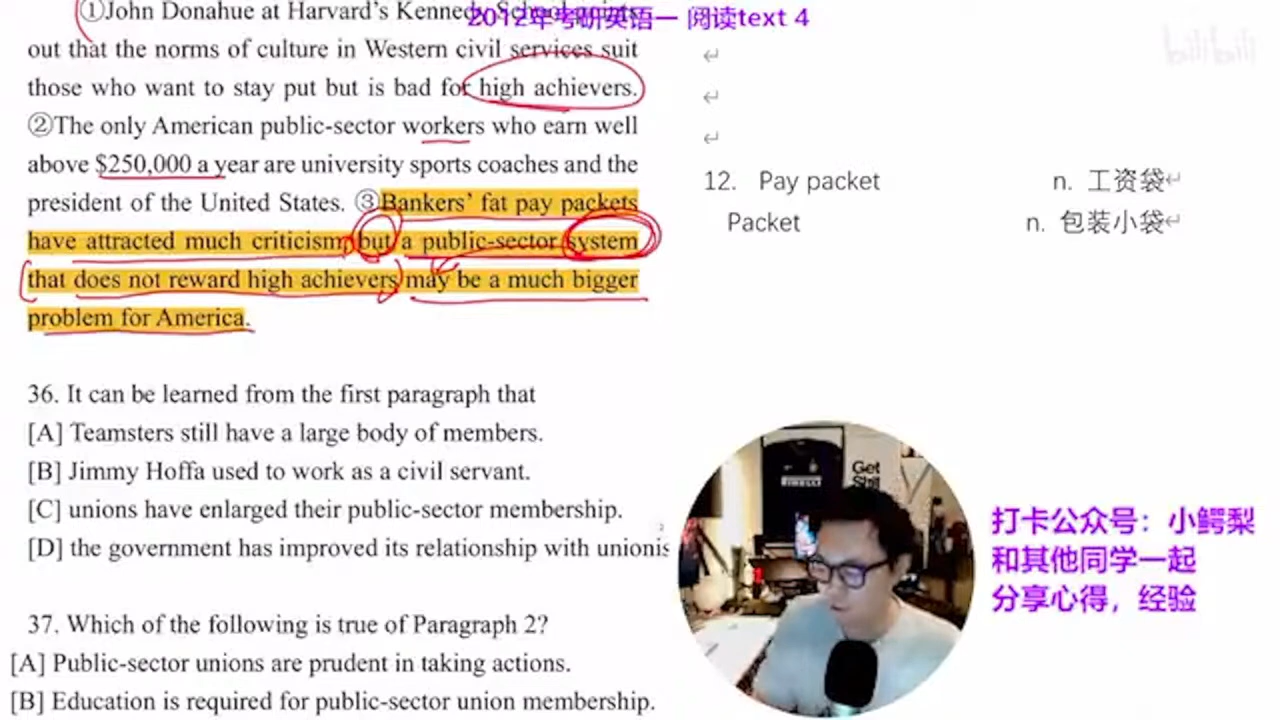 2012年考研英语一 阅读text 4
bilibili
①John Donahue at Harvard's Kennedy School points
out that the norms of culture in Western civil services suit
those who want to stay put but is bad for high achievers.
②The only American public-sector workers who earn well
above $250,000 a year are university sports coaches and the
president of the United States. ③Bankers' fat pay packets
have attracted much criticism, but a public-sector system
that does not reward high achievers may be a much bigger
problem for America.
12. Pay packet n. 工资袋
Packet n. 包装小袋
36. It can be learned from the first paragraph that
[A] Teamsters still have a large body of members.
[B] Jimmy Hoffa used to work as a civil servant.
[C] unions have enlarged their public-sector membership.
[D] the government has improved its relationship with unionis
37. Which of the following is true of Paragraph 2?
[A] Public-sector unions are prudent in taking actions.
[B] Education is required for public-sector union membership.
PIRELLI
Get
打卡公众号：小鳄梨
和其他同学一起
分享心得，经验